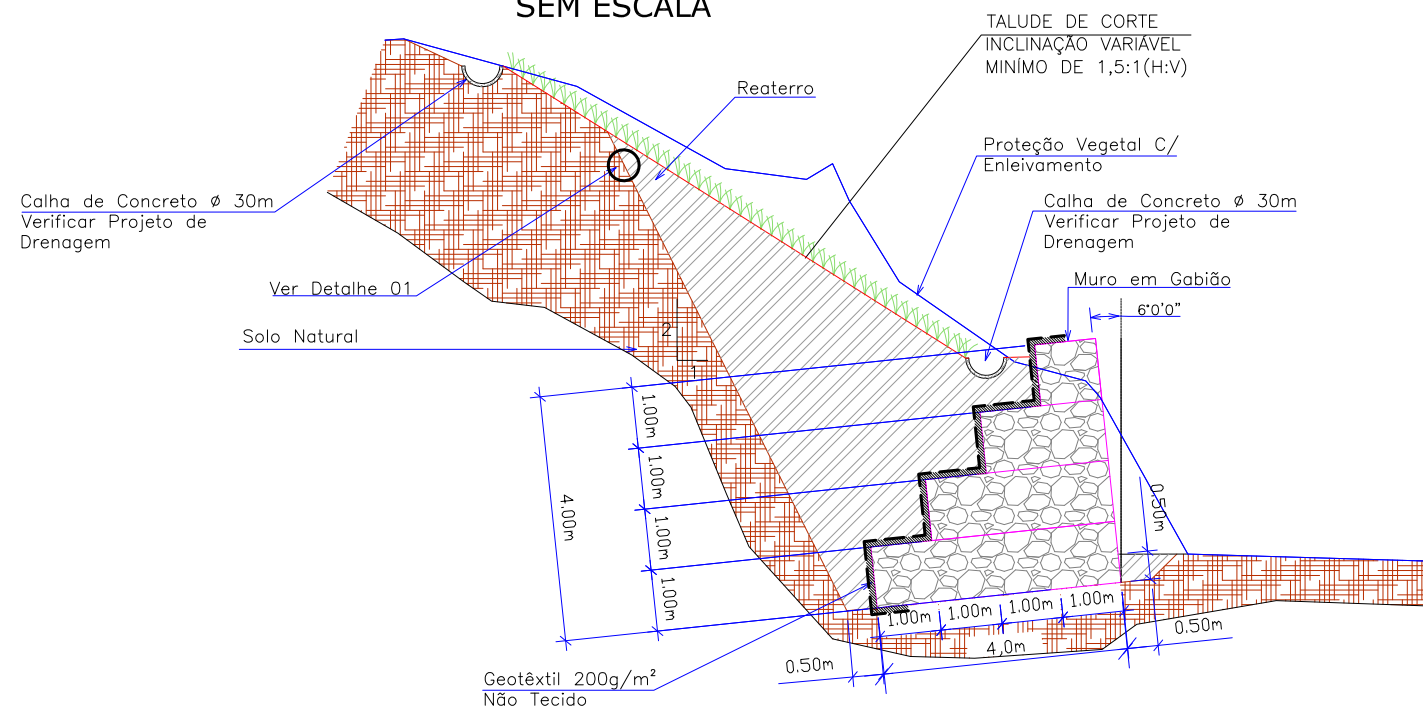 SEM ESCALA
TALUDE DE CORTE
INCLINAÇÃO VARIÁVEL
MINÍMO DE 1,5:1(H:V)
Reaterro
Proteção Vegetal C/
Enleivamento
Calha de Concreto ø 30m
Verificar Projeto de
Drenagem
Calha de Concreto ø 30m
Verificar Projeto de
Drenagem
Muro em Gabião
Ver Detalhe 01
6°0'0"
Solo Natural
2
1
1.00m
1.00m
1.00m
1.00m
4.00m
0.50m
1.00m
1.00m
1.00m
1.00m
0.50m
4,0m
0.50m
Geotêxtil 200g/m²
Não Tecido